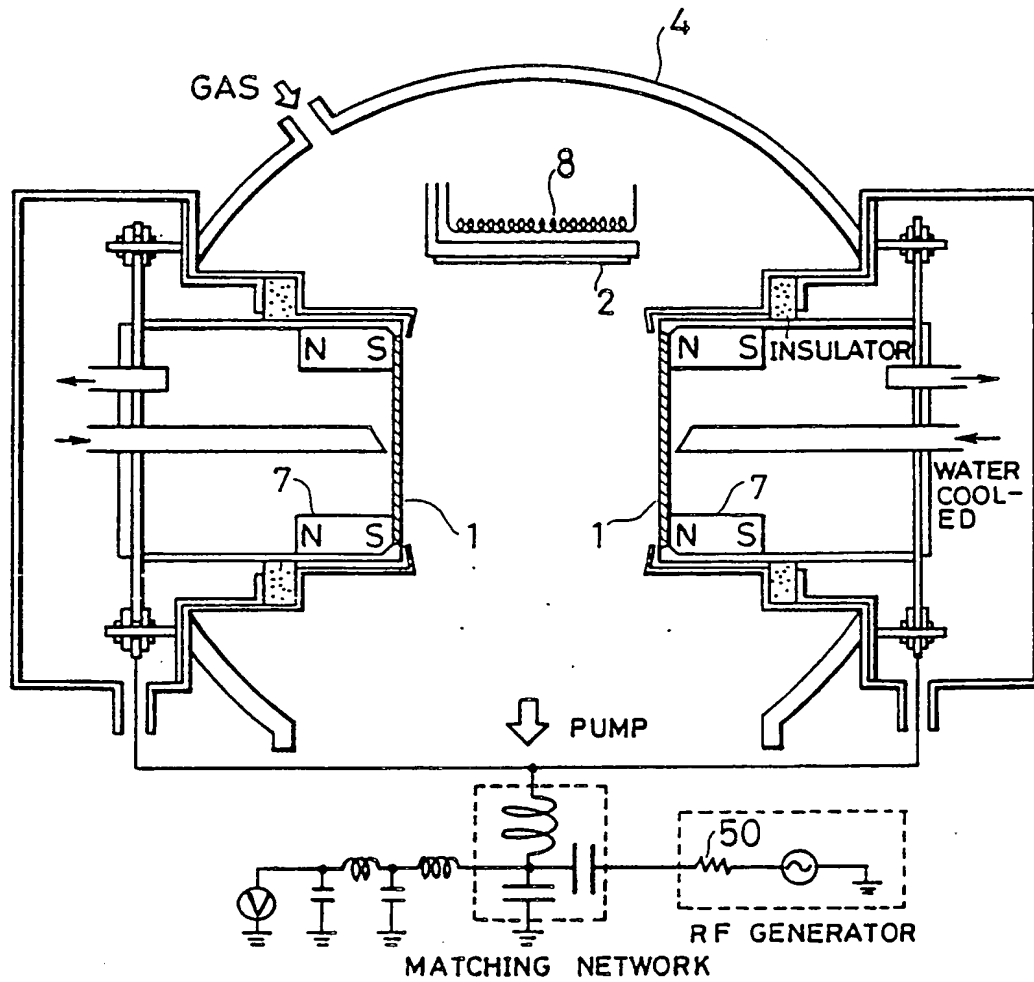 4
GAS
8
2
N S
N S
INSULATOR
7
N S
1
1
7
N S
WATER
COOL-
ED
PUMP
50
V
RF GENERATOR
MATCHING NETWORK